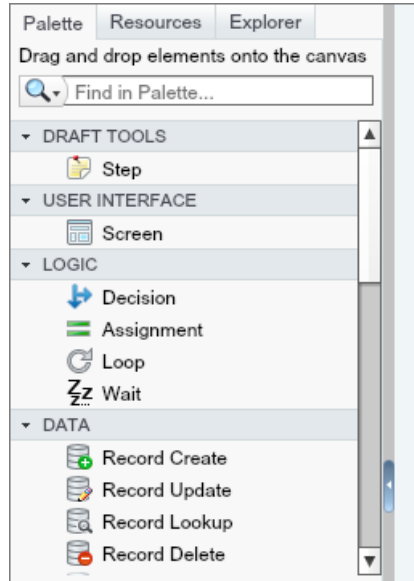 Palette Resources Explorer
Drag and drop elements onto the canvas
Find in Palette...
DRAFT TOOLS
Step
USER INTERFACE
Screen
LOGIC
Decision
Assignment
Loop
Zzz Wait
DATA
Record Create
Record Update
Record Lookup
Record Delete